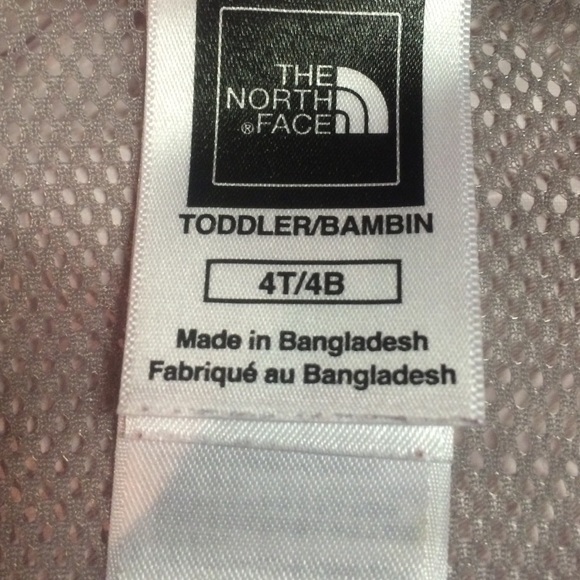 THE
NORTH
®FACE
TODDLER/BAMBIN
4T/4B
Made in Bangladesh
Fabriqué au Bangladesh